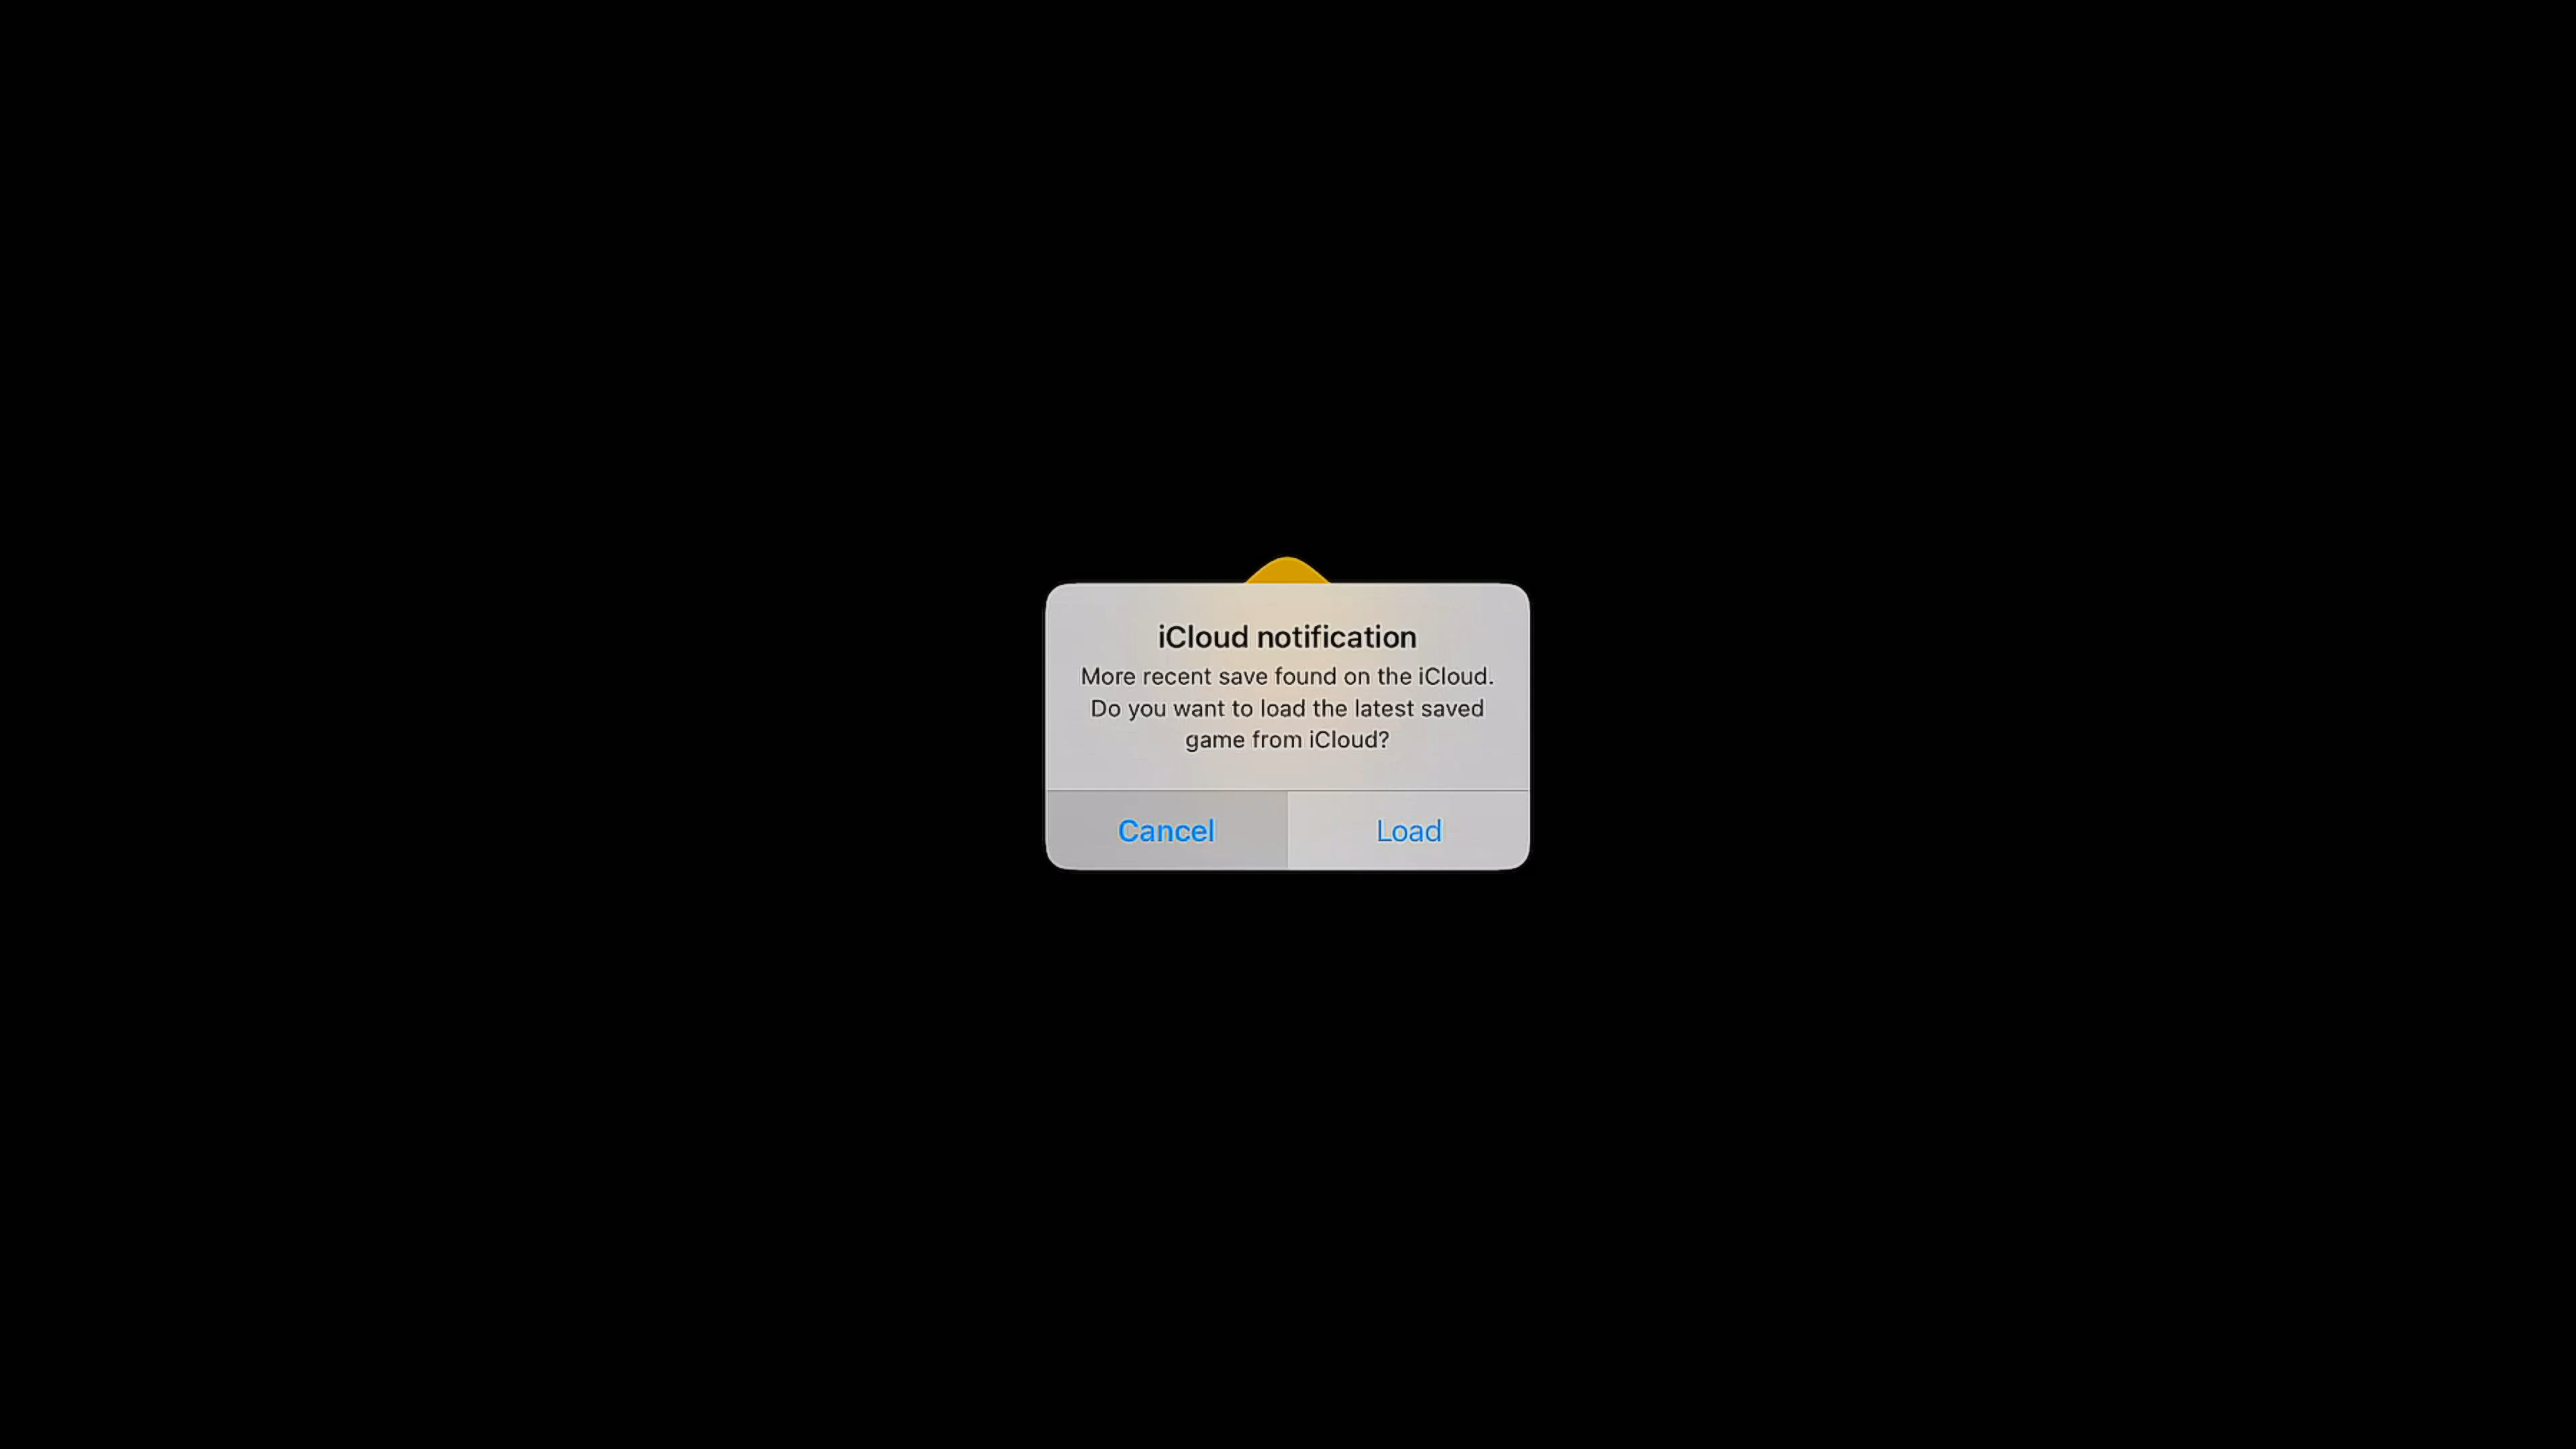 iCloud notification
More recent save found on the iCloud.
Do you want to load the latest saved
game from iCloud?
Cancel
Load